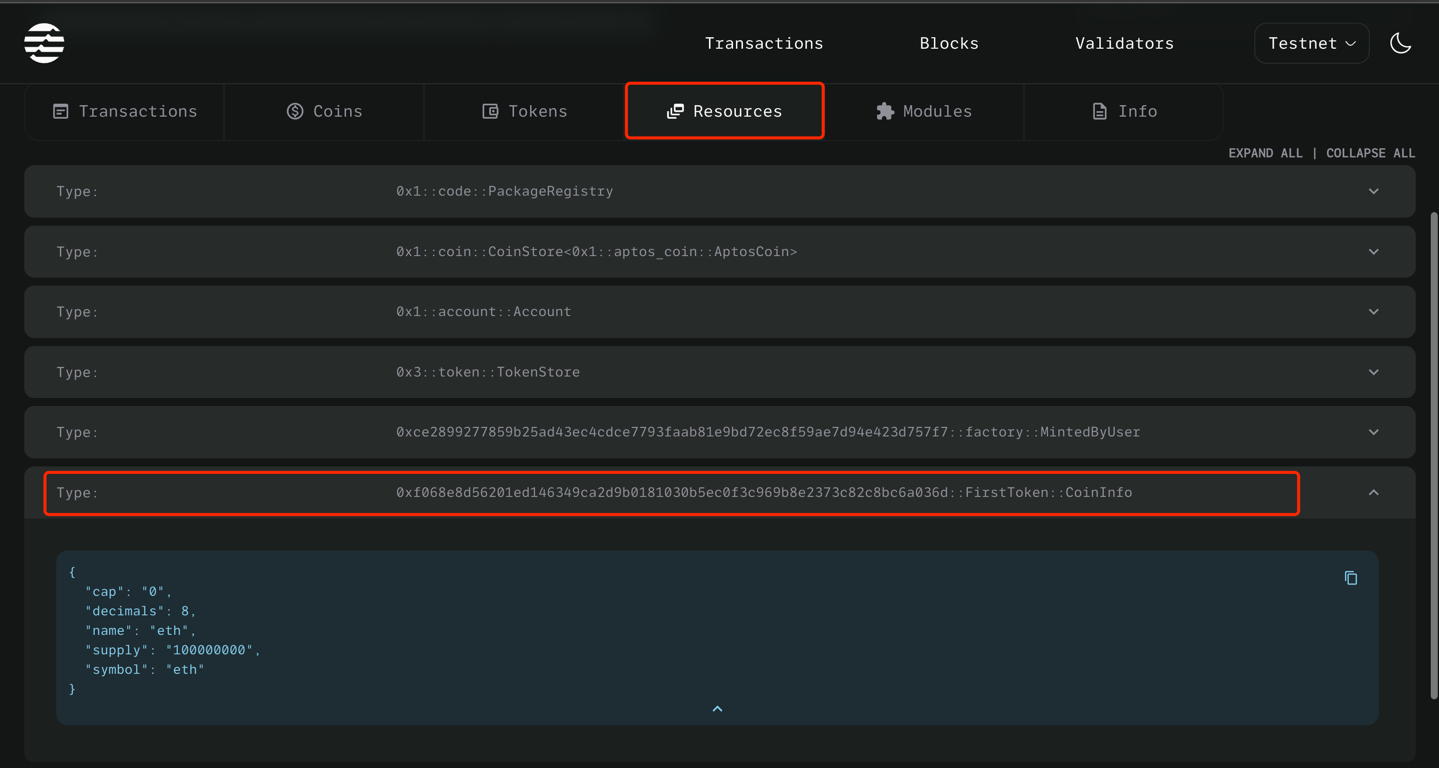 Transactions Blocks Validators Testnet
Transactions Coins Tokens Resources Modules Info
EXPAND ALL | COLLAPSE ALL
Type: 0x1::code::PackageRegistry
Type: 0x1::coin::CoinStore<0x1::aptos_coin::AptosCoin>
Type: 0x1::account::Account
Type: 0x3::token::TokenStore
Type: 0xce2899277859b25ad43ec4cdce7793faab81e9bd72ec8f59ae7d94e423d757f7::factory::MintedByUser
Type: 0xf068e8d56201ed146349ca2d9b0181030b5ec0f3c969b8e2373c82c8bc6a036d::FirstToken::CoinInfo
{
"cap": "0",
"decimals": 8,
"name": "eth",
"supply": "100000000",
"symbol": "eth"
}